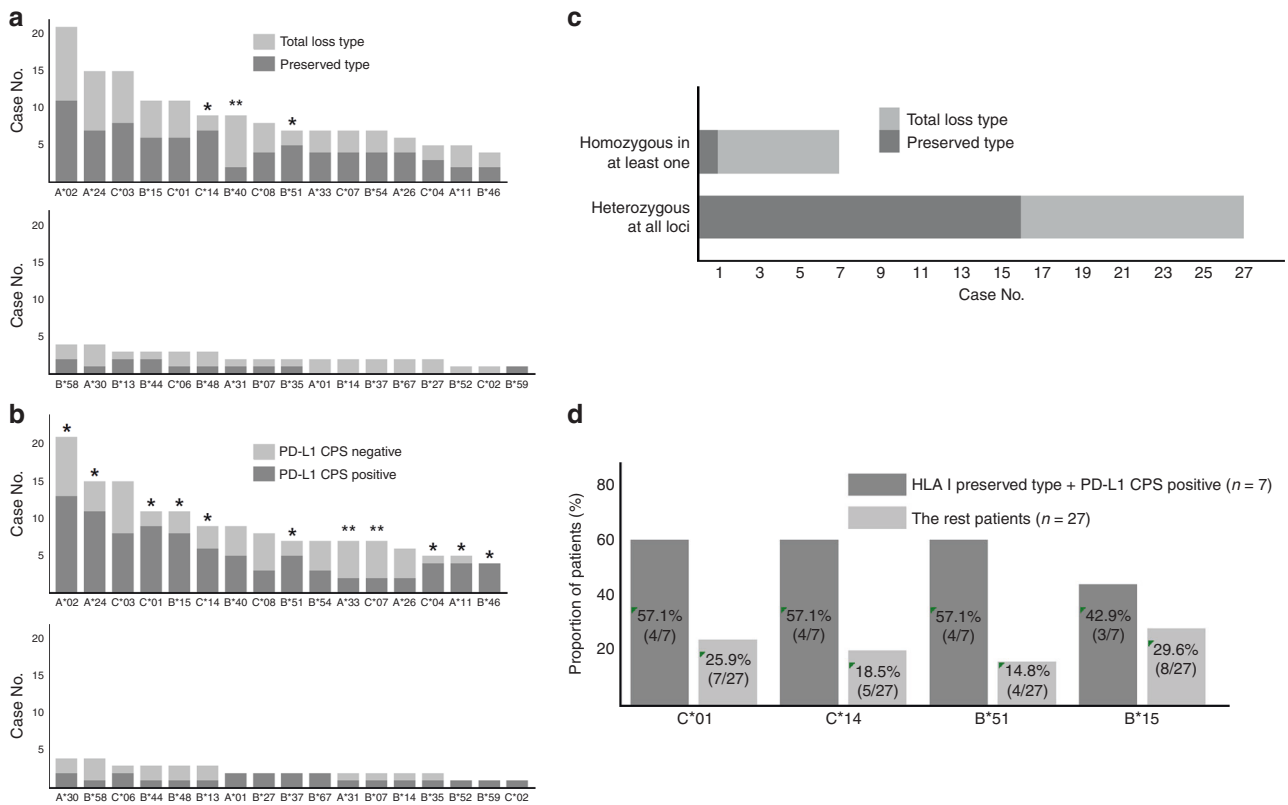 a
Case No.
20
15
10
5
Total loss type
Preserved type
*
**
*
A*02 A*24 C*03 B*15 C*01 C*14 B*40 C*08 B*51 A*33 C*07 B*54 A*26 C*04 A*11 B*46
Case No.
20
15
10
5
B*58 A*30 B*13 B*44 C*06 B*48 A*31 B*07 B*35 A*01 B*14 B*37 B*67 B*27 B*52 C*02 B*59
b
Case No.
20
15
10
5
PD-L1 CPS negative
PD-L1 CPS positive
* * * * * * ** ** * * *
A*02 A*24 C*03 C*01 B*15 C*14 B*40 C*08 B*51 B*54 A*33 C*07 A*26 C*04 A*11 B*46
Case No.
20
15
10
5
A*30 B*58 C*06 B*44 B*48 B*13 A*01 B*27 B*37 B*67 A*31 B*07 B*14 B*35 B*52 B*59 C*02
c
Total loss type
Preserved type
Homozygous in
at least one
Heterozygous
at all loci
1 3 5 7 9 11 13 15 17 19 21 23 25 27
Case No.
d
Proportion of patients (%)
80
60
40
20
HLA I preserved type + PD-L1 CPS positive (n = 7)
The rest patients (n = 27)
57.1%
(4/7)
25.9%
(7/27)
57.1%
(4/7)
18.5%
(5/27)
57.1%
(4/7)
14.8%
(4/27)
42.9%
(3/7)
29.6%
(8/27)
C*01 C*14 B*51 B*15